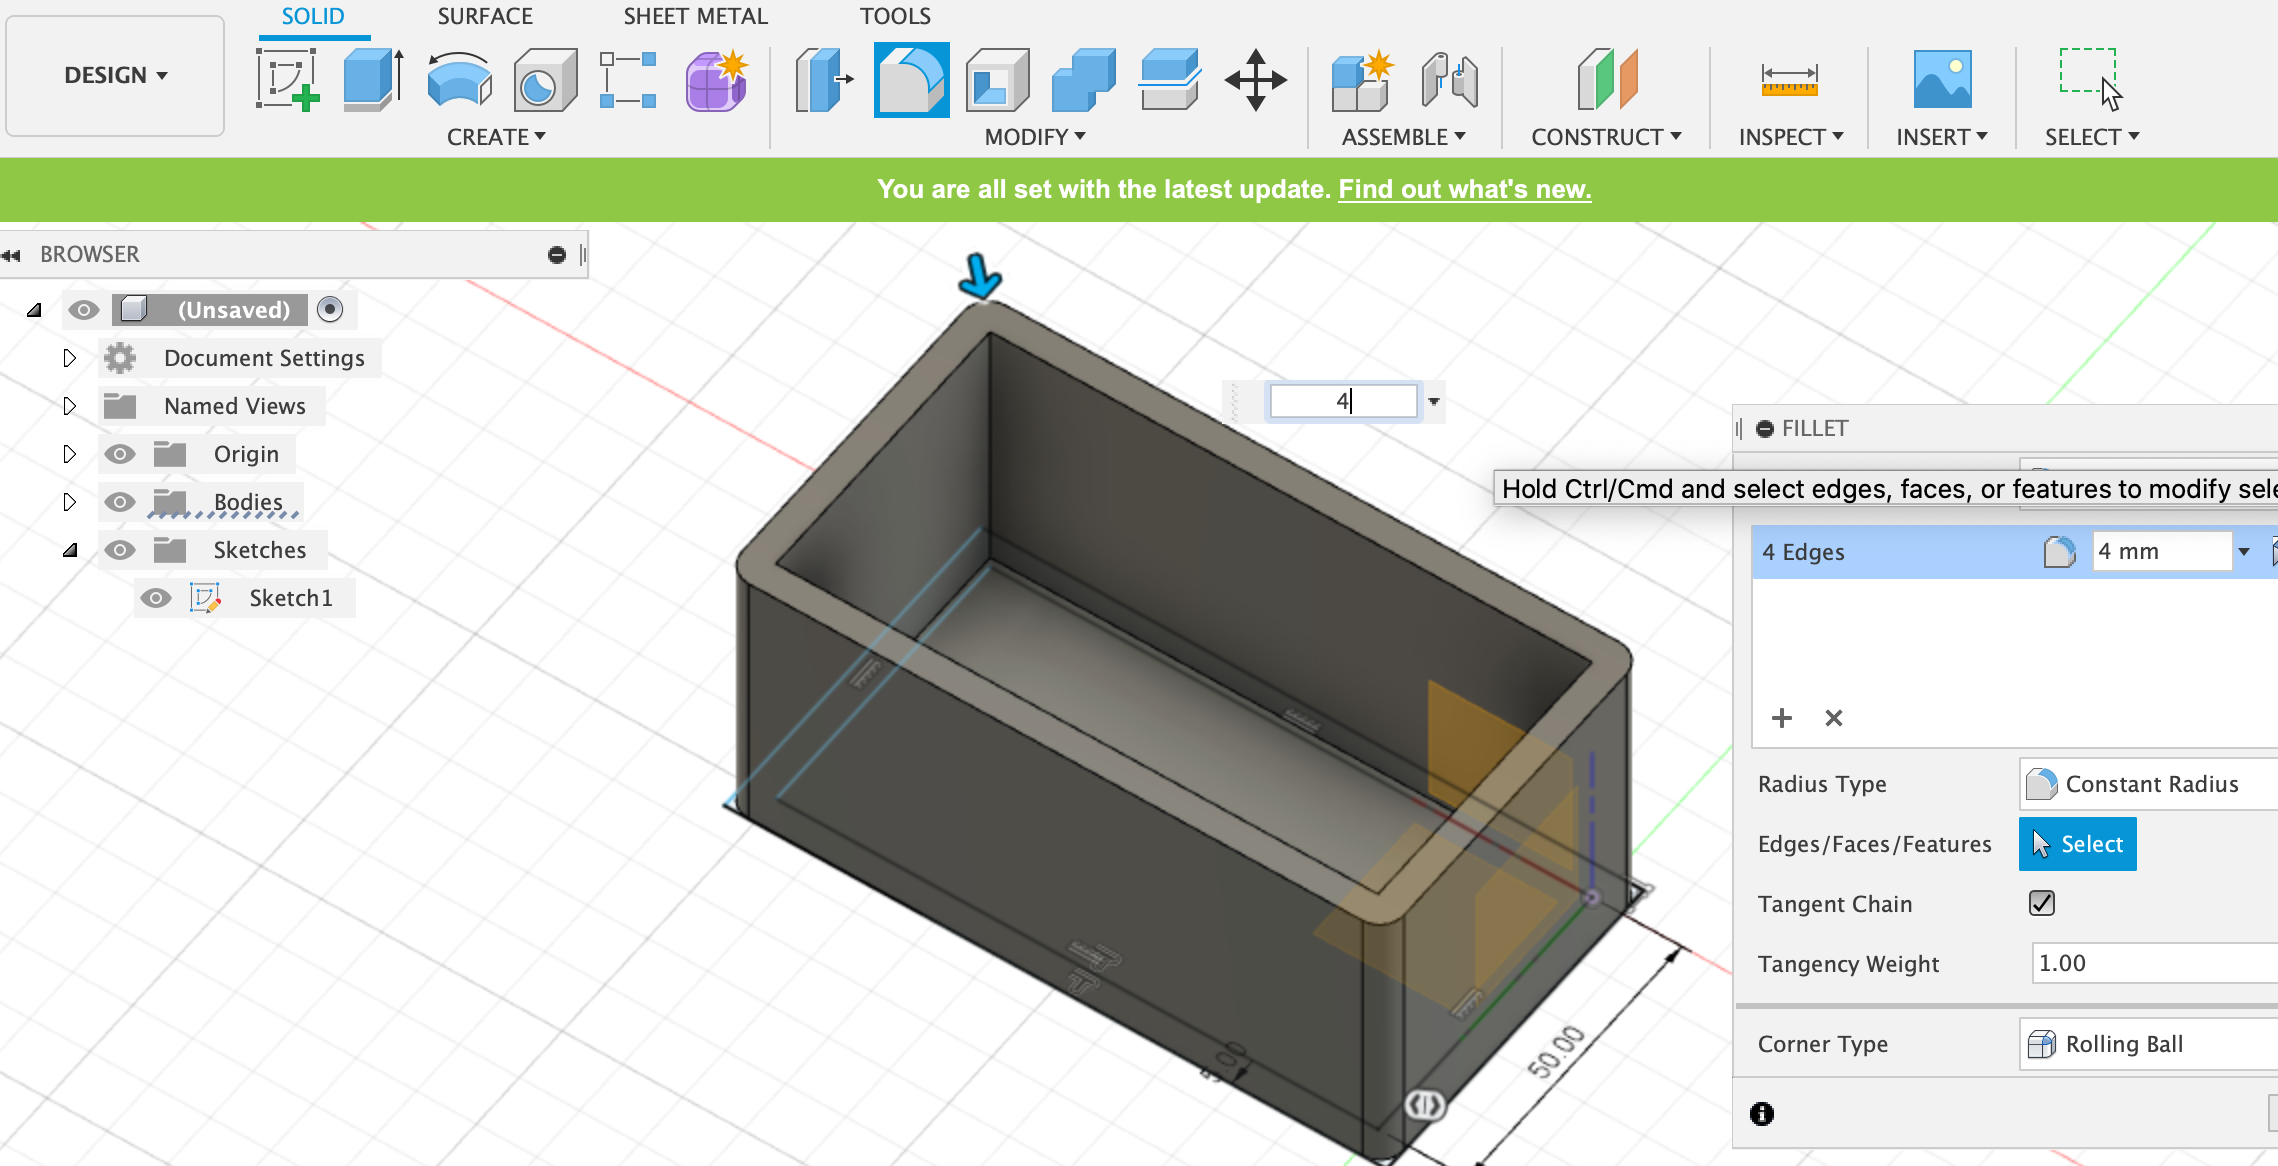 SOLID SURFACE SHEET METAL TOOLS
DESIGN
CREATE MODIFY ASSEMBLE CONSTRUCT INSPECT INSERT SELECT
You are all set with the latest update. Find out what's new.
BROWSER
(Unsaved)
Document Settings
Named Views
Origin
Bodies
Sketches
Sketch1
4
FILLET
Hold Ctrl/Cmd and select edges, faces, or features to modify sele
4 Edges 4 mm
Radius Type Constant Radius
Edges/Faces/Features Select
Tangent Chain
Tangency Weight 1.00
Corner Type Rolling Ball
50.00